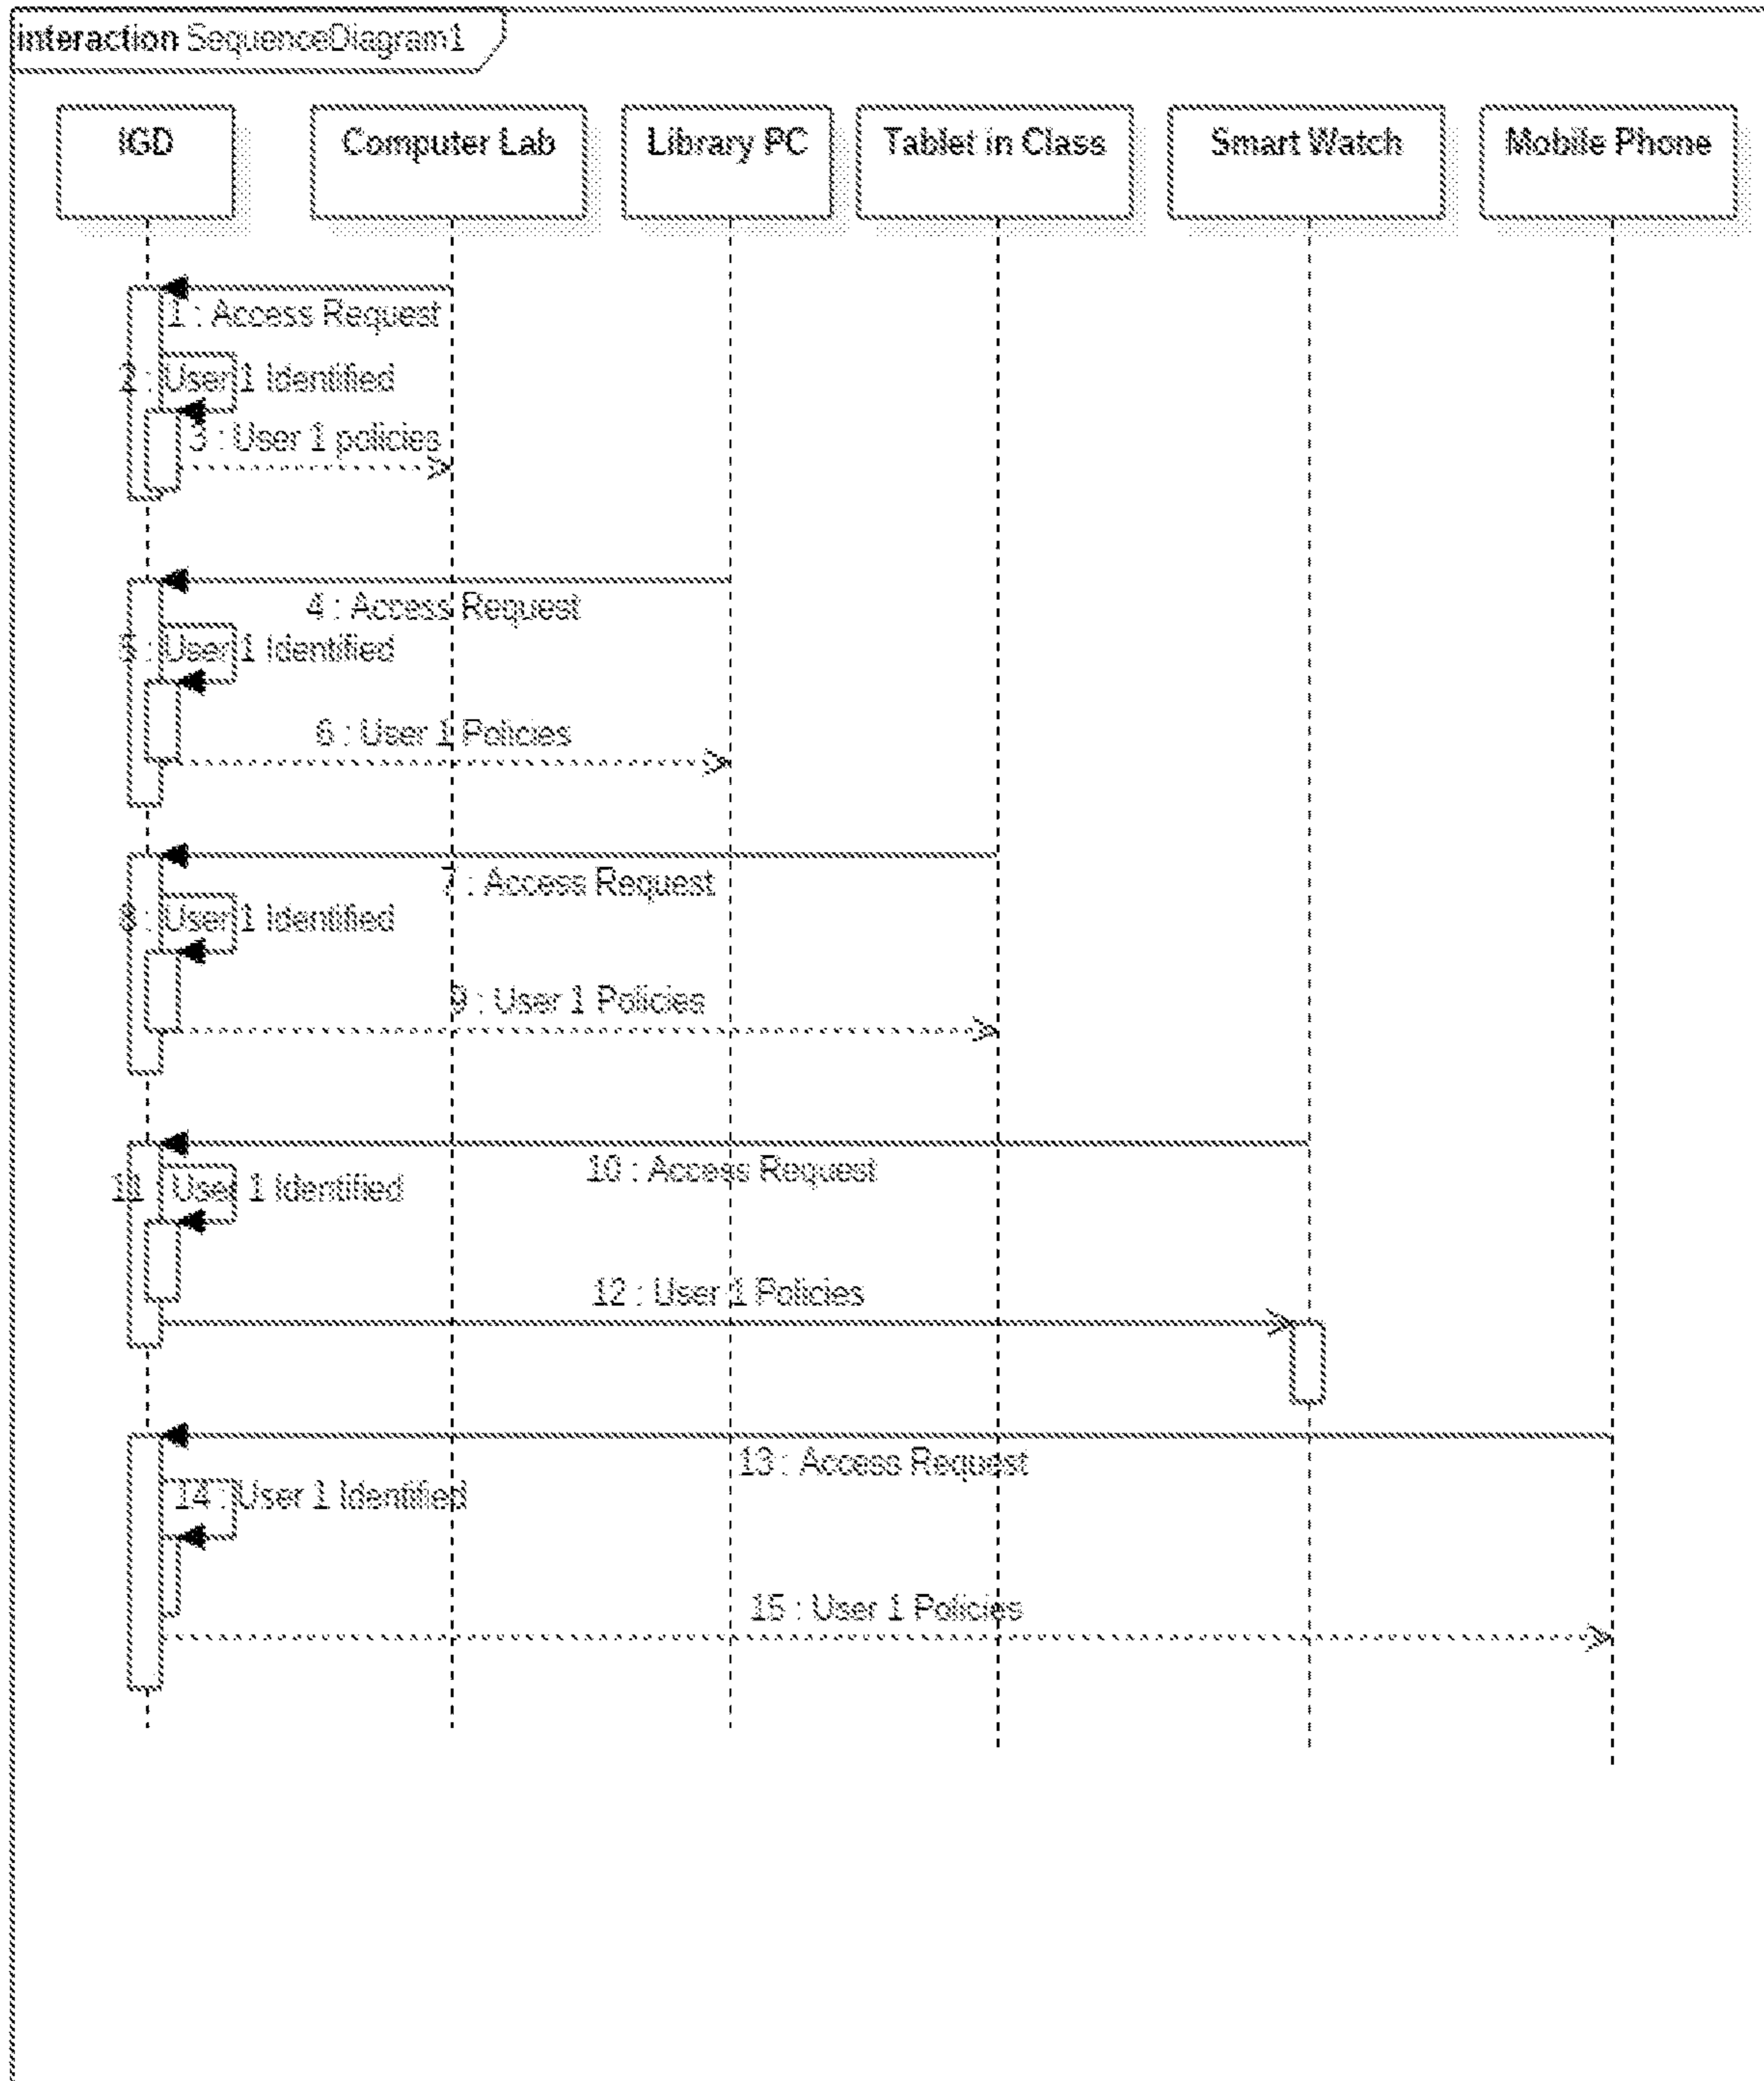 interaction SequenceDiagram1
IGD
Computer Lab
Library PC
Tablet in Class
Smart Watch
Mobile Phone
1 : Access Request
2 : User 1 Identified
3 : User 1 policies
4 : Access Request
5 : User 1 Identified
6 : User 1 Policies
7 : Access Request
8 : User 1 Identified
9 : User 1 Policies
10 : Access Request
11 : User 1 Identified
12 : User 1 Policies
13 : Access Request
14 : User 1 Identified
15 : User 1 Policies